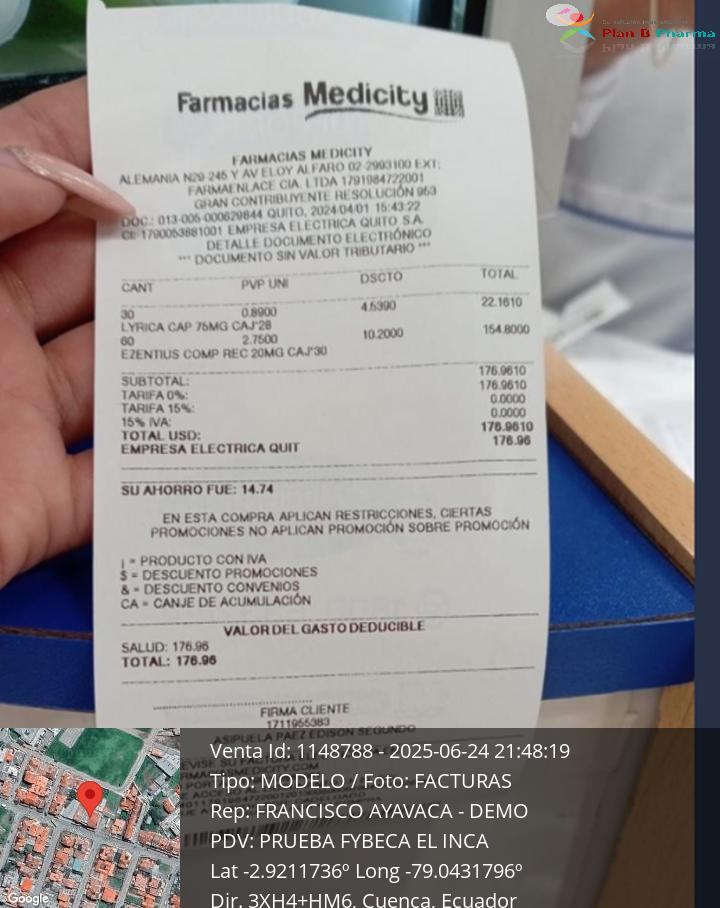 Plan B Pharma
Farmacias Medicity
FARMACIAS MEDICITY
ALEMANIA N29-245 Y AV ELOY ALFARO 02-2993100 EXT:
FARMAENLACE CIA. LTDA 1791984722001
GRAN CONTRIBUYENTE RESOLUCIÓN 953
DOC.: 013-005-000629844 QUITO, 2024/04/01 15:43:22
CI: 1790053881001 EMPRESA ELECTRICA QUITO S.A.
DETALLE DOCUMENTO ELECTRÓNICO
*** DOCUMENTO SIN VALOR TRIBUTARIO ***
CANT PVP UNI DSCTO TOTAL
30 0.8900 4.5390 22.1610
LYRICA CAP 75MG CAJ*28
60 2.7500 10.2000 154.8000
EZENTIUS COMP REC 20MG CAJ*30
SUBTOTAL: 176.9610
TARIFA 0%: 176.9610
TARIFA 15%: 0.0000
15% IVA: 0.0000
TOTAL USD: 176.9610
EMPRESA ELECTRICA QUIT 176.96
SU AHORRO FUE: 14.74
EN ESTA COMPRA APLICAN RESTRICCIONES, CIERTAS
PROMOCIONES NO APLICAN PROMOCIÓN SOBRE PROMOCIÓN
| = PRODUCTO CON IVA
$ = DESCUENTO PROMOCIONES
& = DESCUENTO CONVENIOS
CA = CANJE DE ACUMULACIÓN
VALOR DEL GASTO DEDUCIBLE
SALUD: 176.96
TOTAL: 176.96
FIRMA CLIENTE
1711955383
ASIPUELA PAEZ EDISON SEGUNDO
Venta Id: 1148788 - 2025-06-24 21:48:19
Tipo: MODELO / Foto: FACTURAS
Rep: FRANCISCO AYAVACA - DEMO
PDV: PRUEBA FYBECA EL INCA
Lat -2.9211736º Long -79.0431796º
Dir. 3XH4+HM6, Cuenca, Ecuador
Google